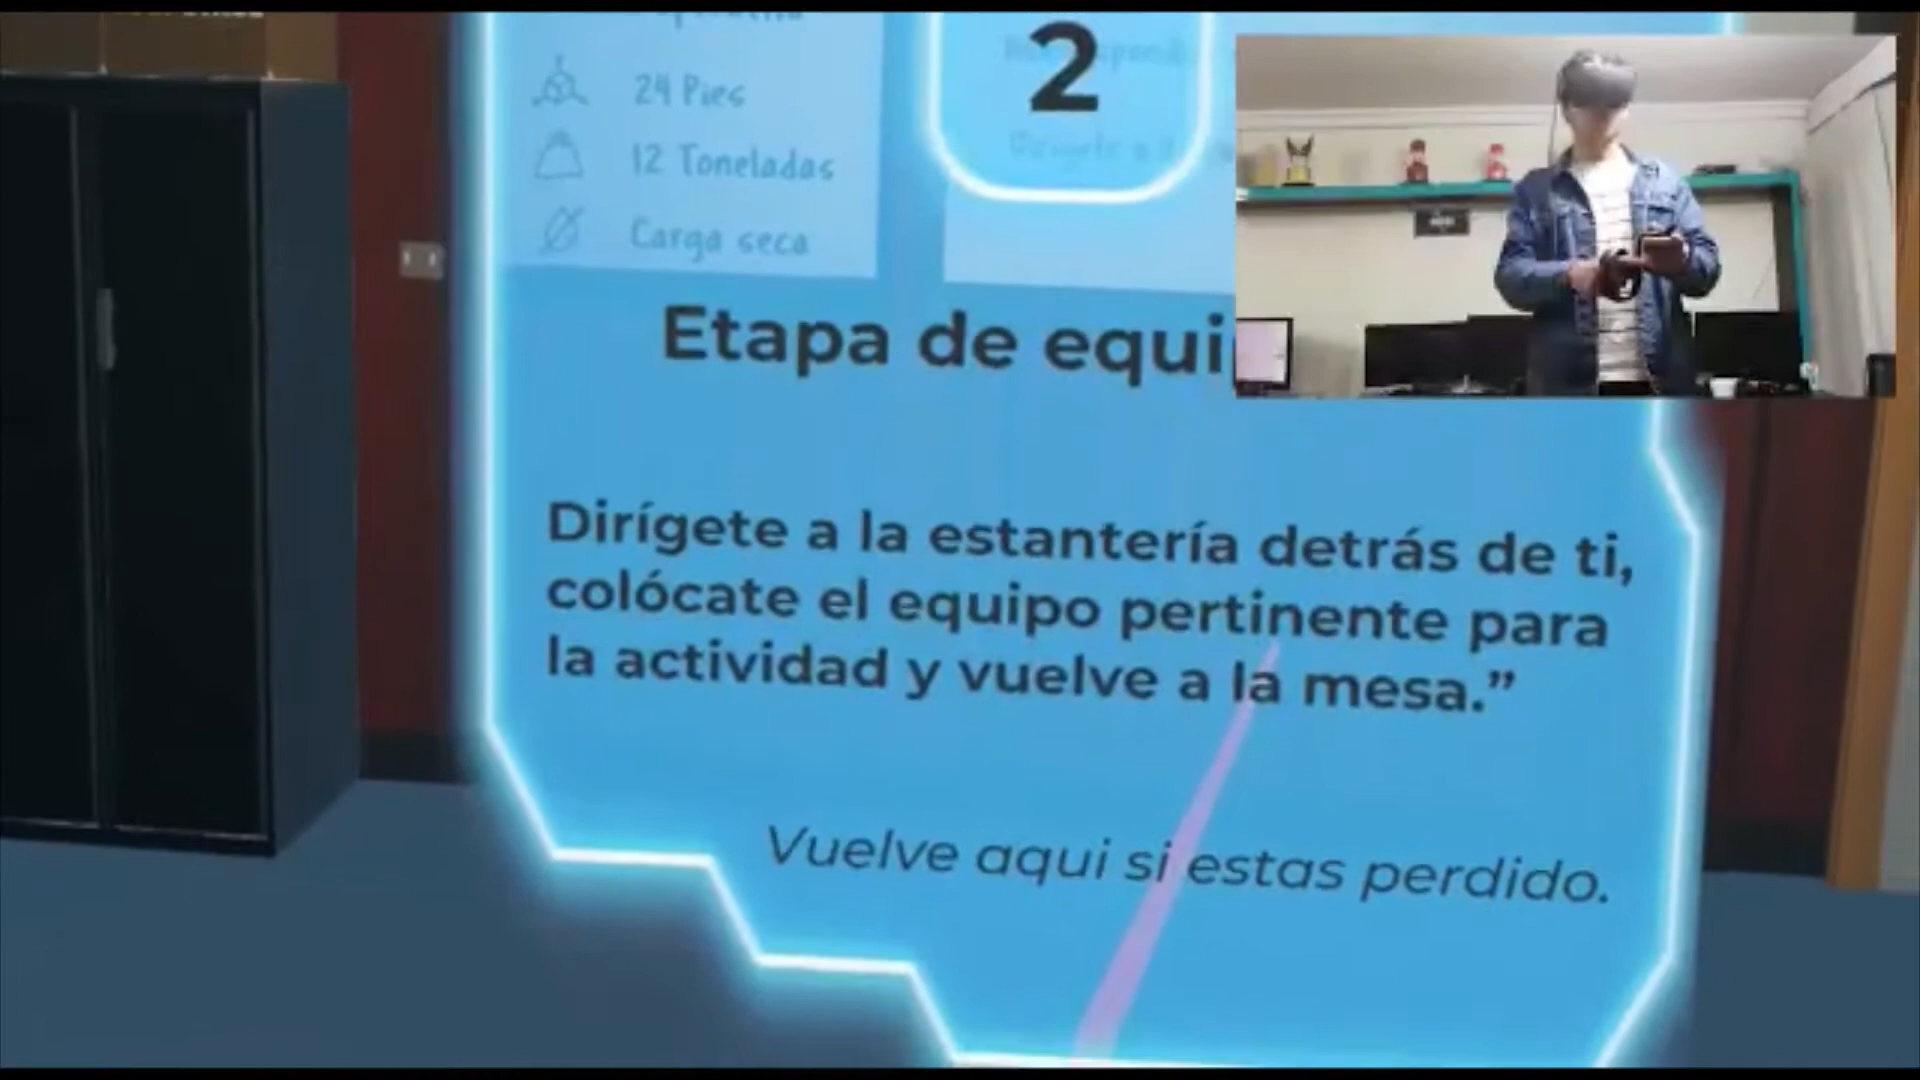 2
24 Pies
12 Toneladas
Carga seca
Etapa de equi
Dirígete a la estantería detrás de ti,
colócate el equipo pertinente para
la actividad y vuelve a la mesa.”
Vuelve aqui si estas perdido.